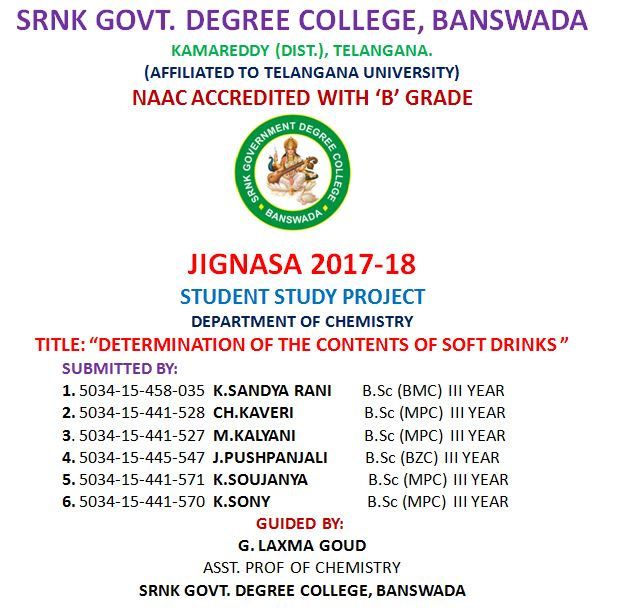 SRNK GOVT. DEGREE COLLEGE, BANSWADA
KAMAREDDY (DIST.), TELANGANA.
(AFFILIATED TO TELANGANA UNIVERSITY)
NAAC ACCREDITED WITH ‘B’ GRADE
SRNK GOVERNMENT DEGREE COLLEGE
BANSWADA
JIGNASA 2017-18
STUDENT STUDY PROJECT
DEPARTMENT OF CHEMISTRY
TITLE: “DETERMINATION OF THE CONTENTS OF SOFT DRINKS ”
SUBMITTED BY:
1. 5034-15-458-035 K.SANDYA RANI B.Sc (BMC) III YEAR
2. 5034-15-441-528 CH.KAVERI B.Sc (MPC) III YEAR
3. 5034-15-441-527 M.KALYANI B.Sc (MPC) III YEAR
4. 5034-15-445-547 J.PUSHPANJALI B.Sc (BZC) III YEAR
5. 5034-15-441-571 K.SOUJANYA B.Sc (MPC) III YEAR
6. 5034-15-441-570 K.SONY B.Sc (MPC) III YEAR
GUIDED BY:
G. LAXMA GOUD
ASST. PROF OF CHEMISTRY
SRNK GOVT. DEGREE COLLEGE, BANSWADA